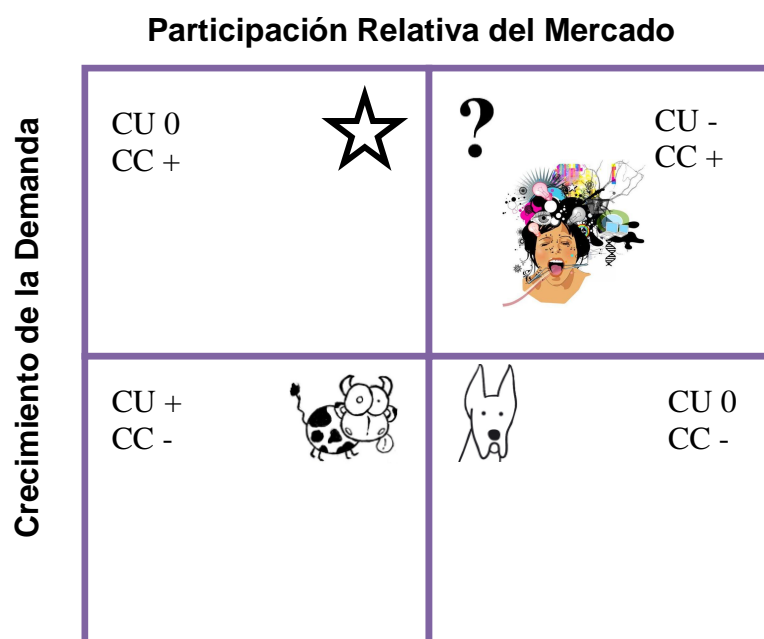 Participación Relativa del Mercado
Crecimiento de la Demanda
CU 0
CC +
?
CU -
CC +
CU +
CC -
CU 0
CC -